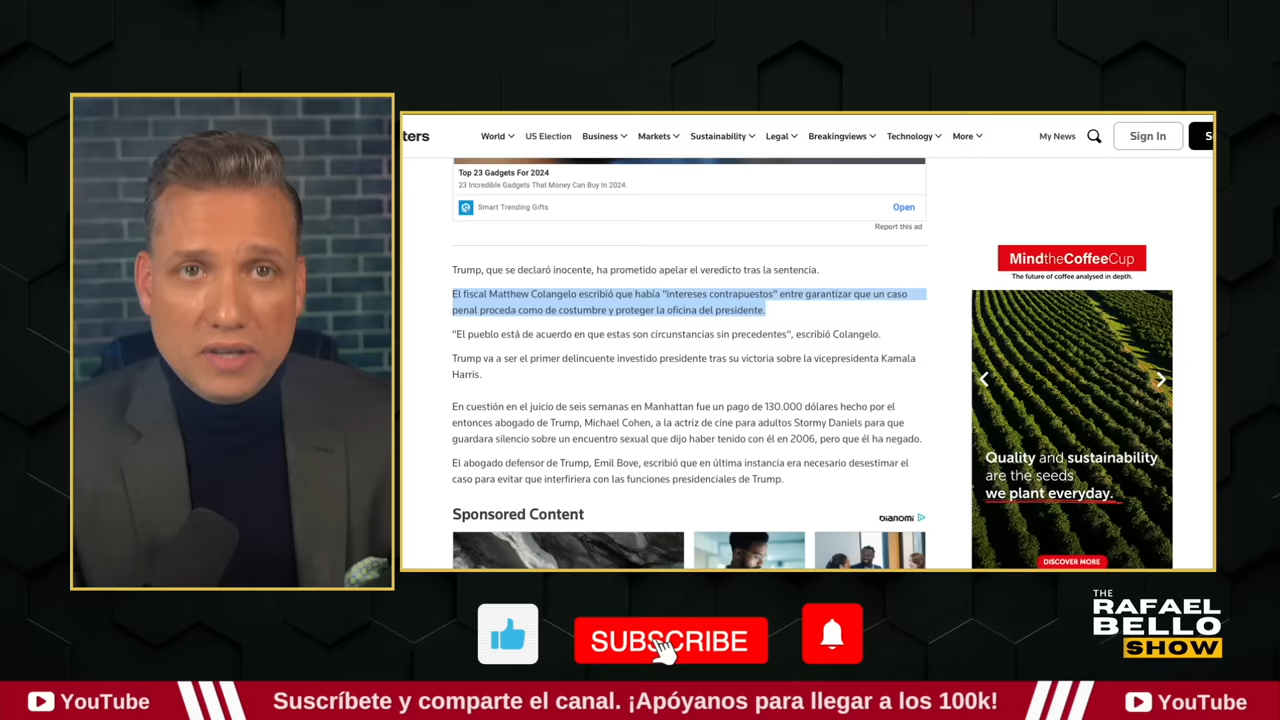 ters
World
US Election
Business
Markets
Sustainability
Legal
Breakingviews
Technology
More
My News
Sign In
S
Top 23 Gadgets For 2024
23 Incredible Gadgets That Money Can Buy In 2024.
Smart Trending Gifts
Open
Report this ad
Trump, que se declaró inocente, ha prometido apelar el veredicto tras la sentencia.
El fiscal Matthew Colangelo escribió que había "intereses contrapuestos" entre garantizar que un caso
penal proceda como de costumbre y proteger la oficina del presidente.
"El pueblo está de acuerdo en que estas son circunstancias sin precedentes", escribió Colangelo.
Trump va a ser el primer delincuente investido presidente tras su victoria sobre la vicepresidenta Kamala
Harris.
En cuestión en el juicio de seis semanas en Manhattan fue un pago de 130.000 dólares hecho por el
entonces abogado de Trump, Michael Cohen, a la actriz de cine para adultos Stormy Daniels para que
guardara silencio sobre un encuentro sexual que dijo haber tenido con él en 2006, pero que él ha negado.
El abogado defensor de Trump, Emil Bove, escribió que en última instancia era necesario desestimar el
caso para evitar que interfiriera con las funciones presidenciales de Trump.
Sponsored Content
DIANOMI
MindtheCoffeeCup
The future of coffee analysed in depth.
Quality and sustainability
are the seeds
we plant everyday.
DISCOVER MORE
SUBSCRIBE
THE
RAFAEL
BELLO
SHOW
YouTube
Suscríbete y comparte el canal. ¡Apóyanos para llegar a los 100k!
YouTube